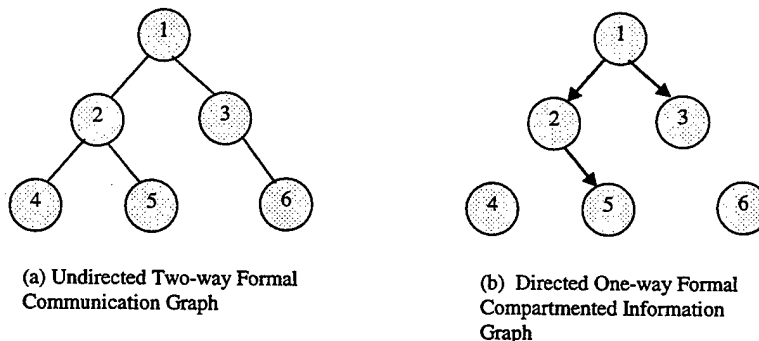 1
2
3
4
5
6
(a) Undirected Two-way Formal
Communication Graph
1
2
3
4
5
6
(b) Directed One-way Formal
Compartmented Information
Graph